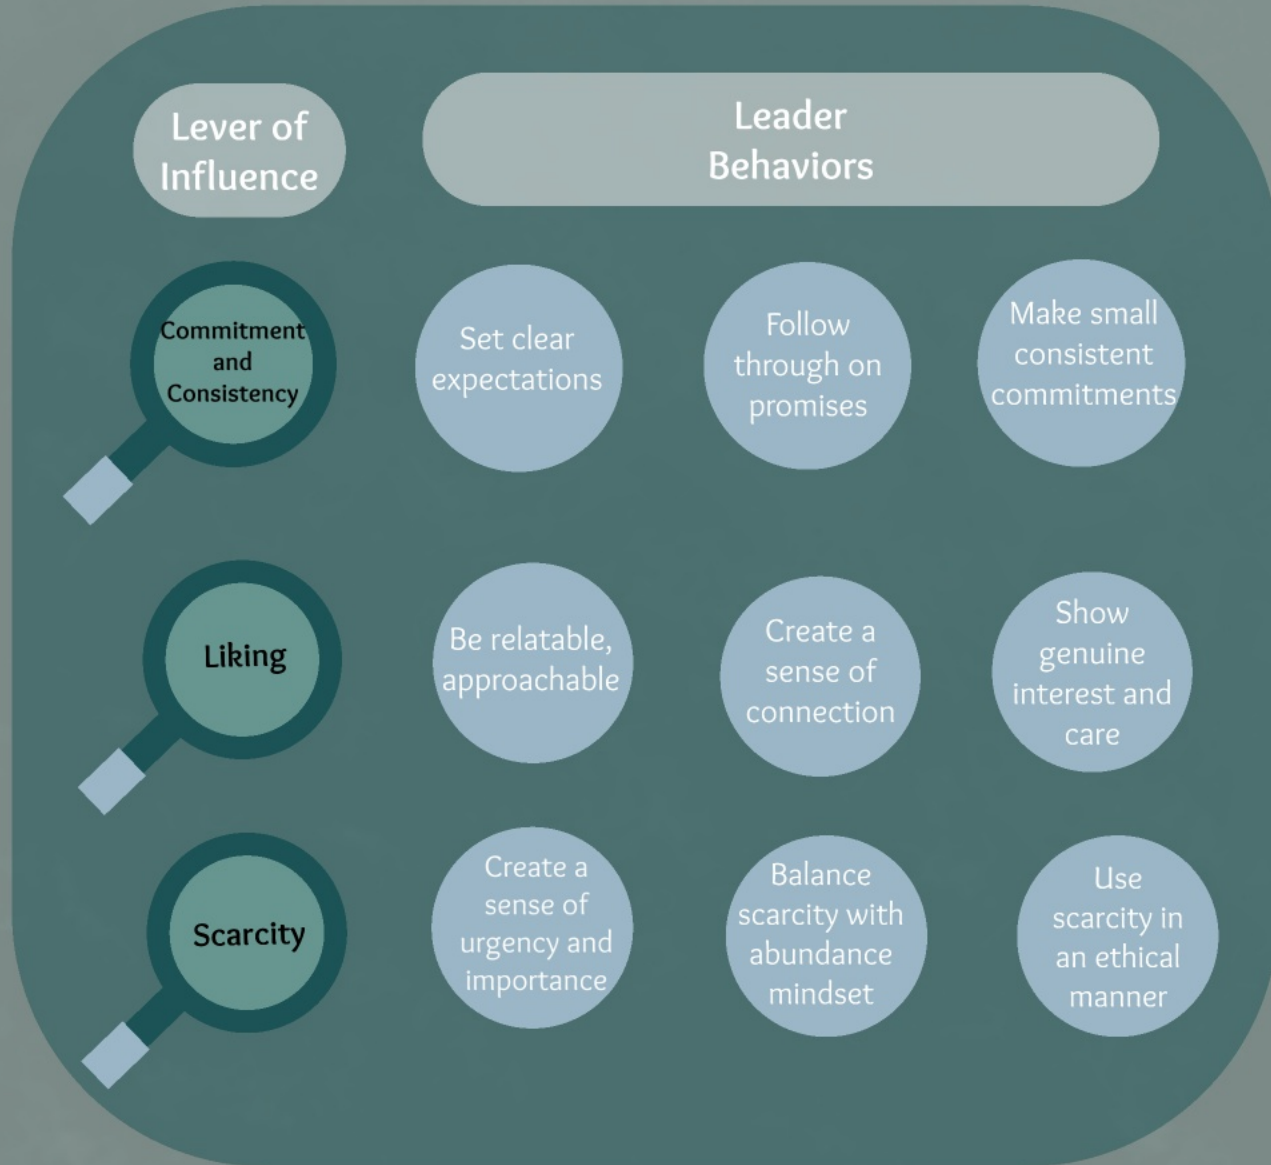 Lever of
Influence
Leader
Behaviors
Commitment
and
Consistency
Set clear
expectations
Follow
through on
promises
Make small
consistent
commitments
Liking
Be relatable,
approachable
Create a
sense of
connection
Show
genuine
interest and
care
Scarcity
Create a
sense of
urgency and
importance
Balance
scarcity with
abundance
mindset
Use
scarcity in
an ethical
manner